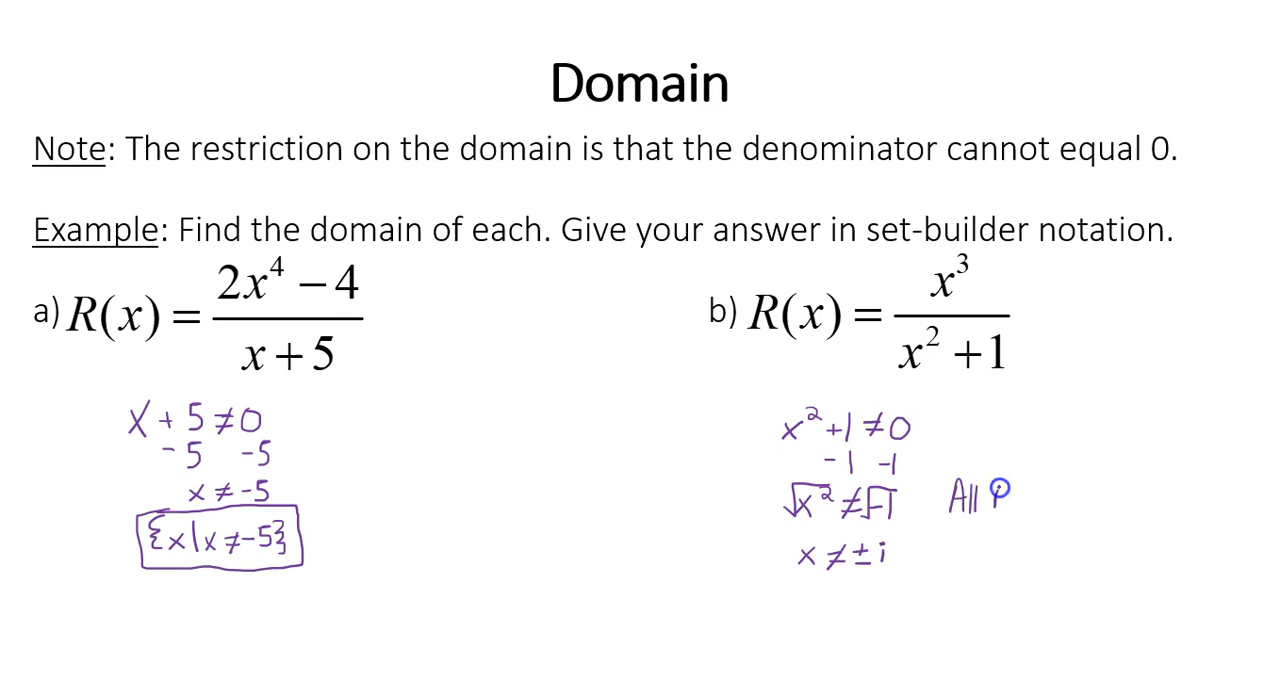 Domain
Note: The restriction on the domain is that the denominator cannot equal 0.
Example: Find the domain of each. Give your answer in set-builder notation.
a) R(x) = (2x⁴ − 4)/(x + 5)
x + 5 ≠ 0
-5 -5
x ≠ -5
{x|x ≠ -5}
b) R(x) = x³/(x² + 1)
x² + 1 ≠ 0
-1 -1
√x² ≠ √-1
x ≠ ± i
All